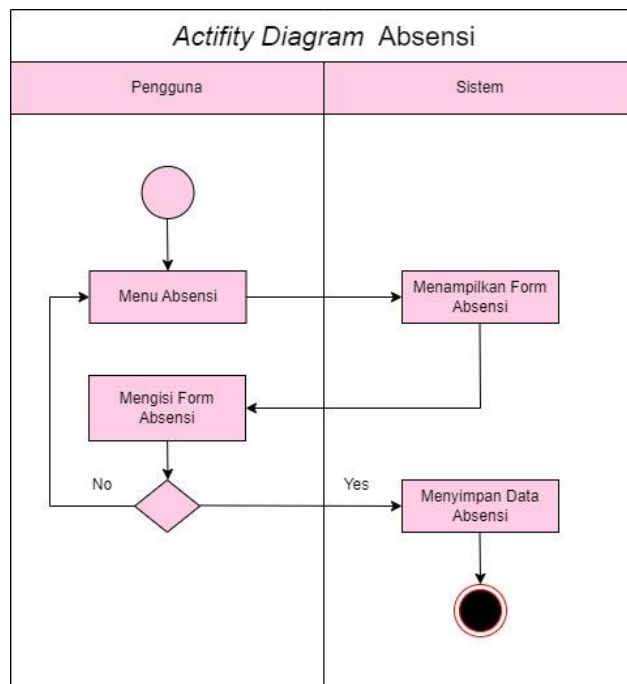 Actifity Diagram Absensi
Pengguna
Sistem
Menu Absensi
Menampilkan Form
Absensi
Mengisi Form
Absensi
No
Yes
Menyimpan Data
Absensi